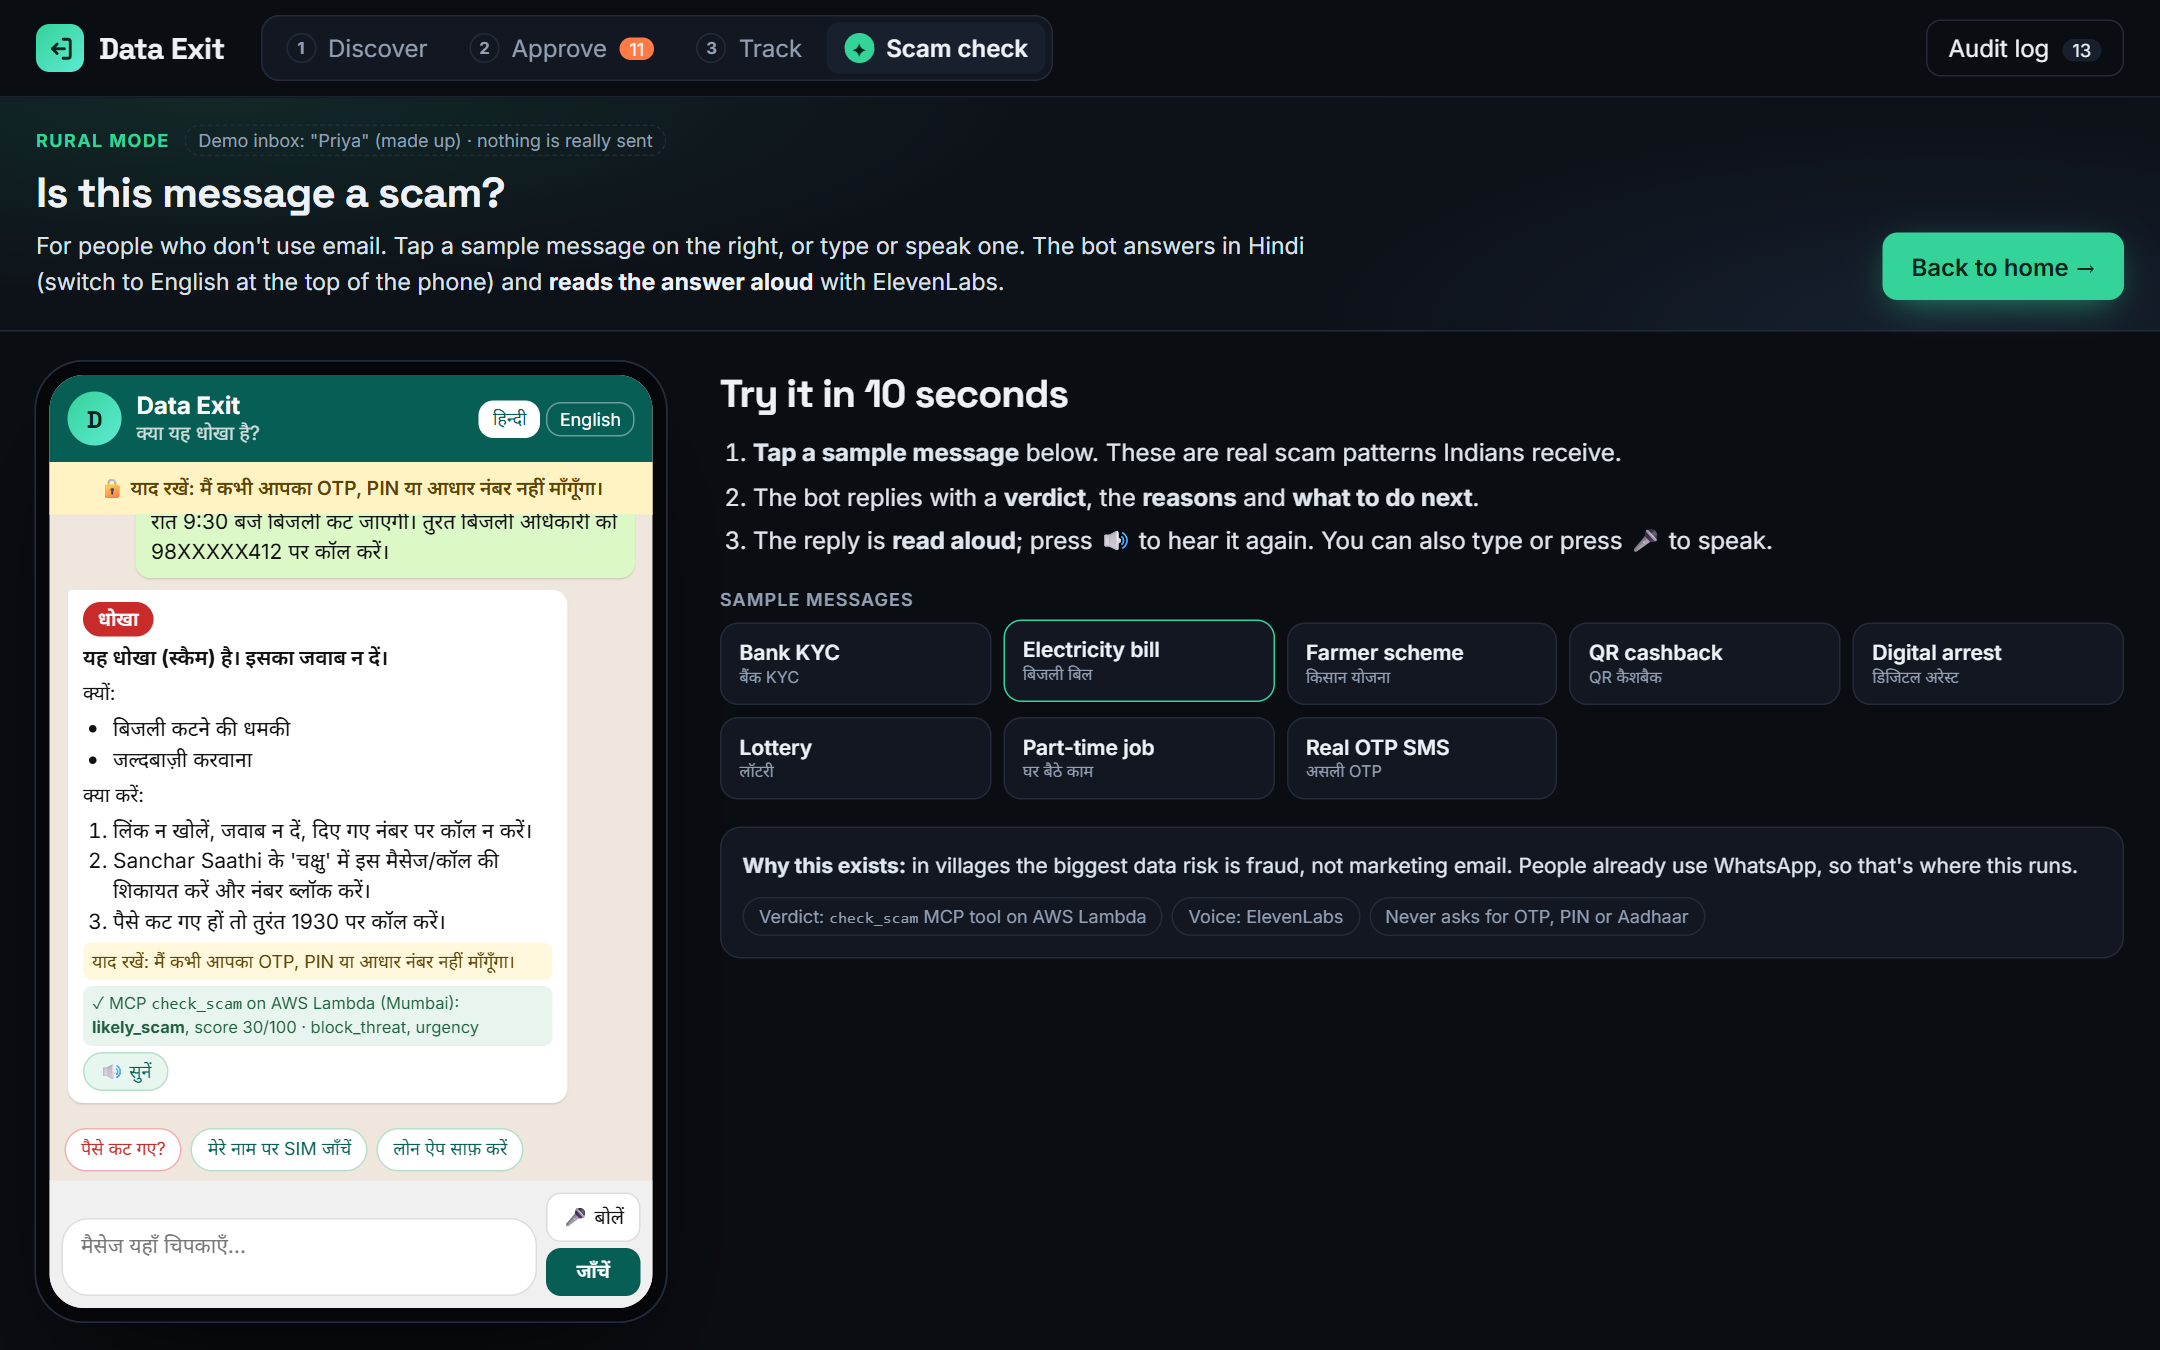 Data Exit
1 Discover
2 Approve 11
3 Track
Scam check
Audit log 13
RURAL MODE
Demo inbox: "Priya" (made up) · nothing is really sent
Is this message a scam?
For people who don't use email. Tap a sample message on the right, or type or speak one. The bot answers in Hindi
(switch to English at the top of the phone) and reads the answer aloud with ElevenLabs.
Back to home →
D
Data Exit
क्या यह धोखा है?
हिन्दी
English
याद रखें: मैं कभी आपका OTP, PIN या आधार नंबर नहीं माँगूँगा।
रात 9:30 बजे बिजली कट जाएगी। तुरंत बिजली अधिकारी को
98XXXXX412 पर कॉल करें।
धोखा
यह धोखा (स्कैम) है। इसका जवाब न दें।
क्यों:
• बिजली कटने की धमकी
• जल्दबाज़ी करवाना
क्या करें:
1. लिंक न खोलें, जवाब न दें, दिए गए नंबर पर कॉल न करें।
2. Sanchar Saathi के 'चक्षु' में इस मैसेज/कॉल की
शिकायत करें और नंबर ब्लॉक करें।
3. पैसे कट गए हों तो तुरंत 1930 पर कॉल करें।
याद रखें: मैं कभी आपका OTP, PIN या आधार नंबर नहीं माँगूँगा।
✓ MCP check_scam on AWS Lambda (Mumbai):
likely_scam, score 30/100 · block_threat, urgency
सुनें
पैसे कट गए?
मेरे नाम पर SIM जाँचें
लोन ऐप साफ़ करें
मैसेज यहाँ चिपकाएँ...
बोलें
जाँचें
Try it in 10 seconds
1. Tap a sample message below. These are real scam patterns Indians receive.
2. The bot replies with a verdict, the reasons and what to do next.
3. The reply is read aloud; press 🔊 to hear it again. You can also type or press 🎤 to speak.
SAMPLE MESSAGES
Bank KYC
बैंक KYC
Electricity bill
बिजली बिल
Farmer scheme
किसान योजना
QR cashback
QR कैशबैक
Digital arrest
डिजिटल अरेस्ट
Lottery
लॉटरी
Part-time job
घर बैठे काम
Real OTP SMS
असली OTP
Why this exists: in villages the biggest data risk is fraud, not marketing email. People already use WhatsApp, so that's where this runs.
Verdict: check_scam MCP tool on AWS Lambda
Voice: ElevenLabs
Never asks for OTP, PIN or Aadhaar